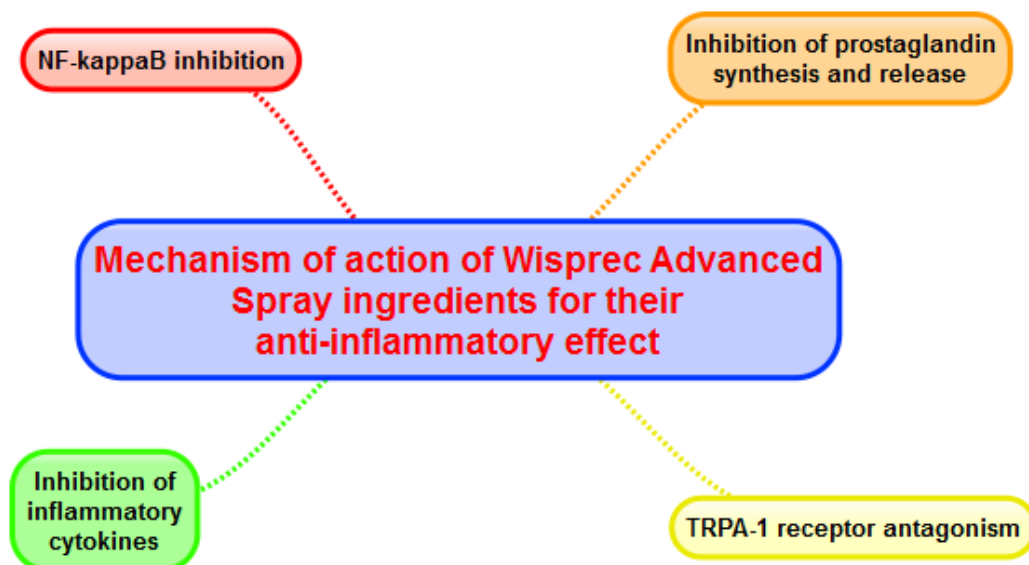 NF-kappaB inhibition
Inhibition of prostaglandin
synthesis and release
Mechanism of action of Wisprec Advanced
Spray ingredients for their
anti-inflammatory effect
Inhibition of
inflammatory
cytokines
TRPA-1 receptor antagonism